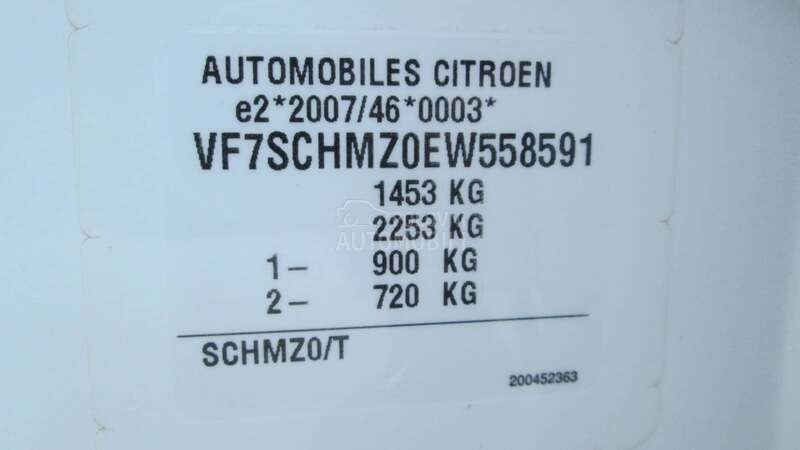 AUTOMOBILES CITROEN
e2*2007/46*0003*
VF7SCHMZ0EW558591
1453 KG
2253 KG
1- 900 KG
2- 720 KG
SCHMZ0/T
200452363